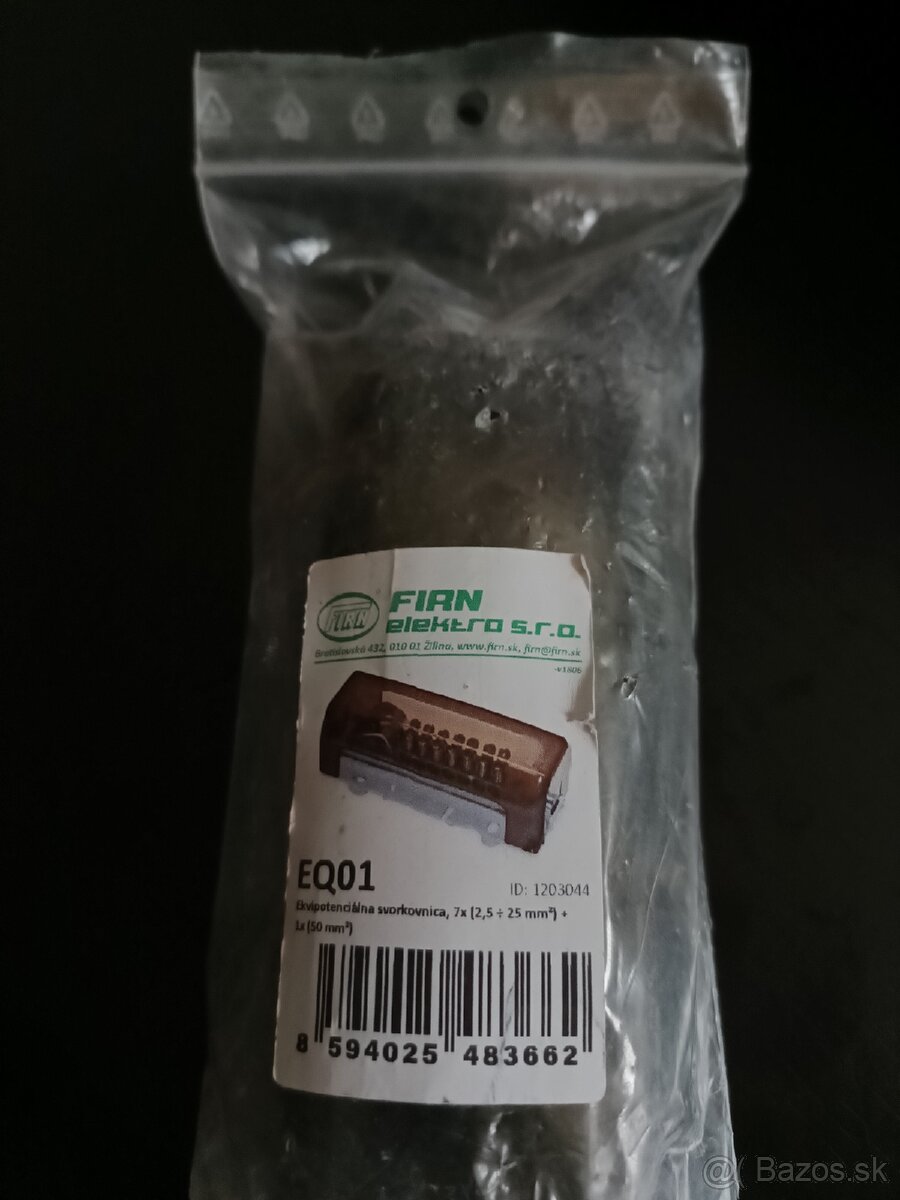 FIRN
FIRN
elektro s.r.o.
Bratislavská 432, 010 01 Žilina, www.firn.sk, firn@firn.sk
-v1806
EQ01
ID: 1203044
Ekvipotenciálna svorkovnica, 7x (2,5 ÷ 25 mm²) +
1x (50 mm²)
8 594025 483662
@( Bazos.sk